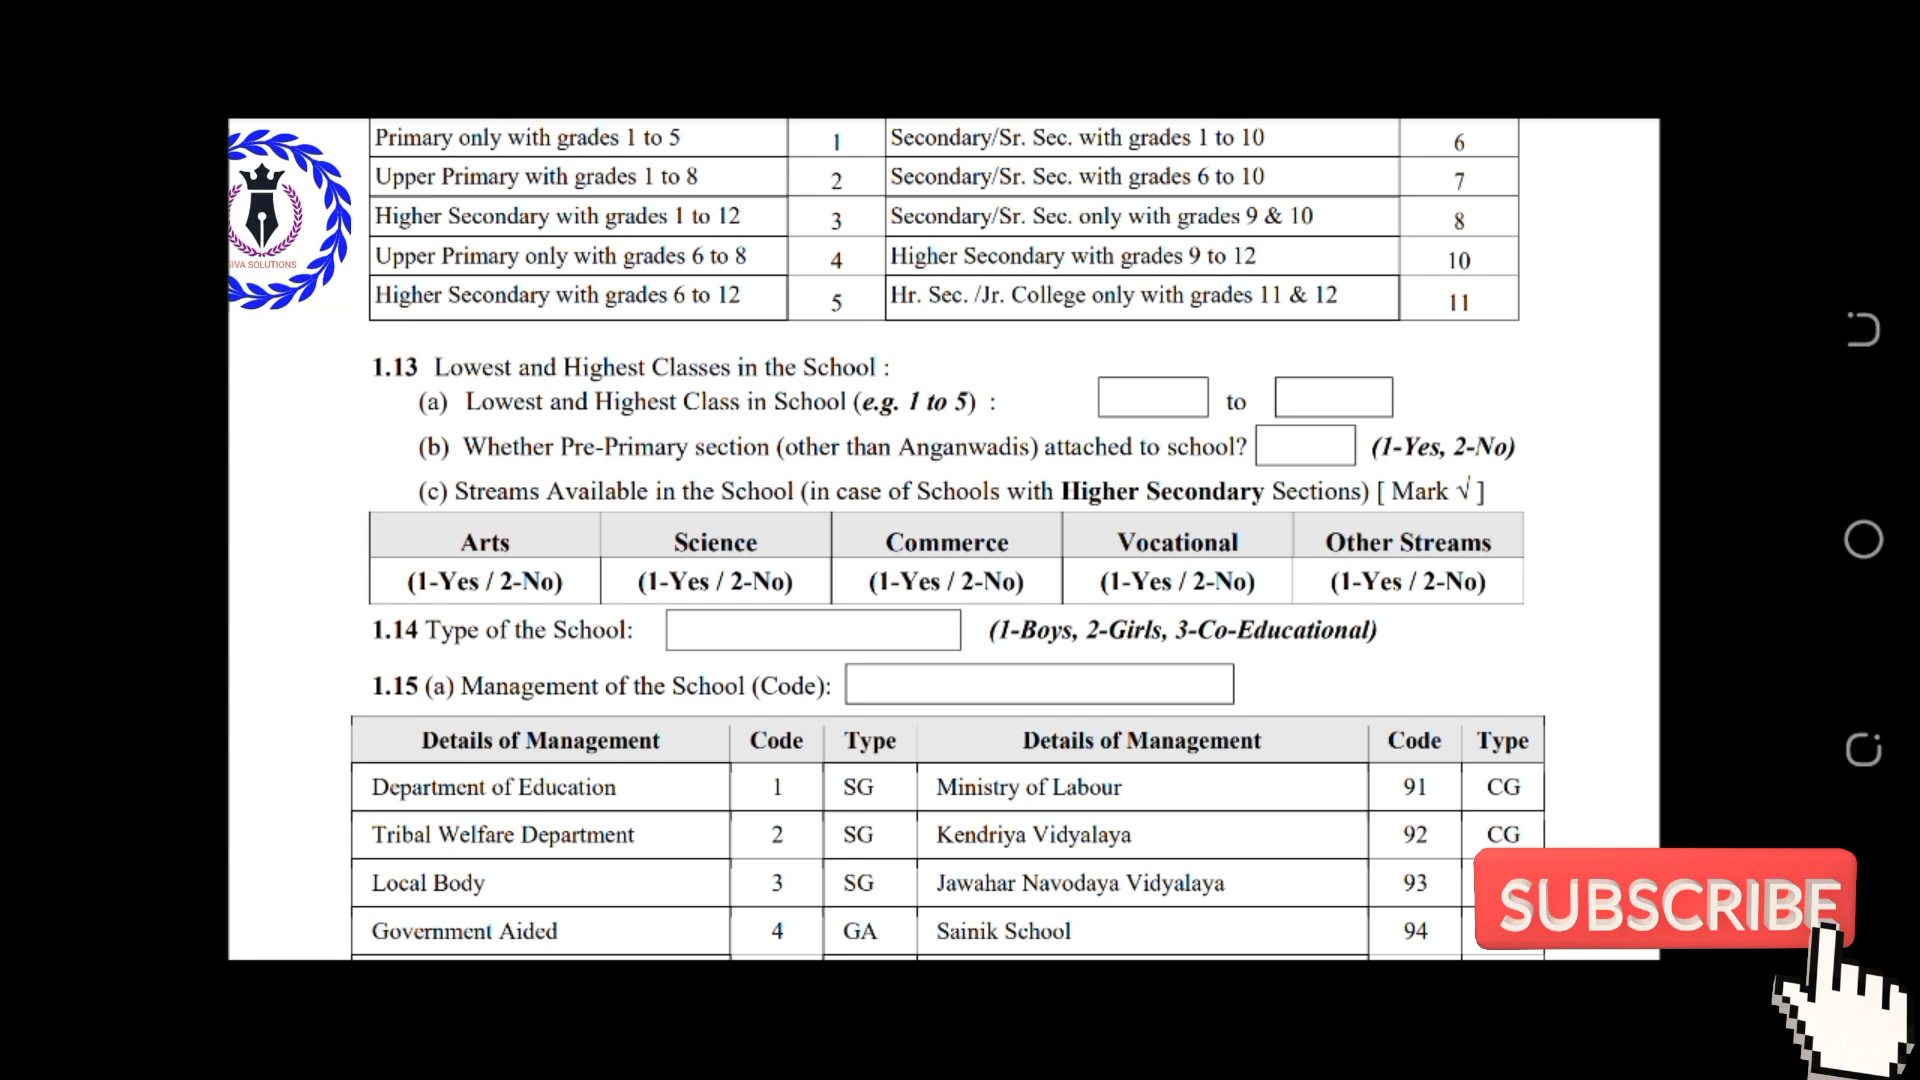 Primary only with grades 1 to 5 1 Secondary/Sr. Sec. with grades 1 to 10 6
Upper Primary with grades 1 to 8 2 Secondary/Sr. Sec. with grades 6 to 10 7
Higher Secondary with grades 1 to 12 3 Secondary/Sr. Sec. only with grades 9 & 10 8
Upper Primary only with grades 6 to 8 4 Higher Secondary with grades 9 to 12 10
Higher Secondary with grades 6 to 12 5 Hr. Sec. /Jr. College only with grades 11 & 12 11
IVA SOLUTIONS
1.13 Lowest and Highest Classes in the School :
(a) Lowest and Highest Class in School (e.g. 1 to 5) : to
(b) Whether Pre-Primary section (other than Anganwadis) attached to school? (1-Yes, 2-No)
(c) Streams Available in the School (in case of Schools with Higher Secondary Sections) [ Mark √ ]
Arts Science Commerce Vocational Other Streams
(1-Yes / 2-No) (1-Yes / 2-No) (1-Yes / 2-No) (1-Yes / 2-No) (1-Yes / 2-No)
1.14 Type of the School: (1-Boys, 2-Girls, 3-Co-Educational)
1.15 (a) Management of the School (Code):
Details of Management Code Type Details of Management Code Type
Department of Education 1 SG Ministry of Labour 91 CG
Tribal Welfare Department 2 SG Kendriya Vidyalaya 92 CG
Local Body 3 SG Jawahar Navodaya Vidyalaya 93
Government Aided 4 GA Sainik School 94
SUBSCRIBE